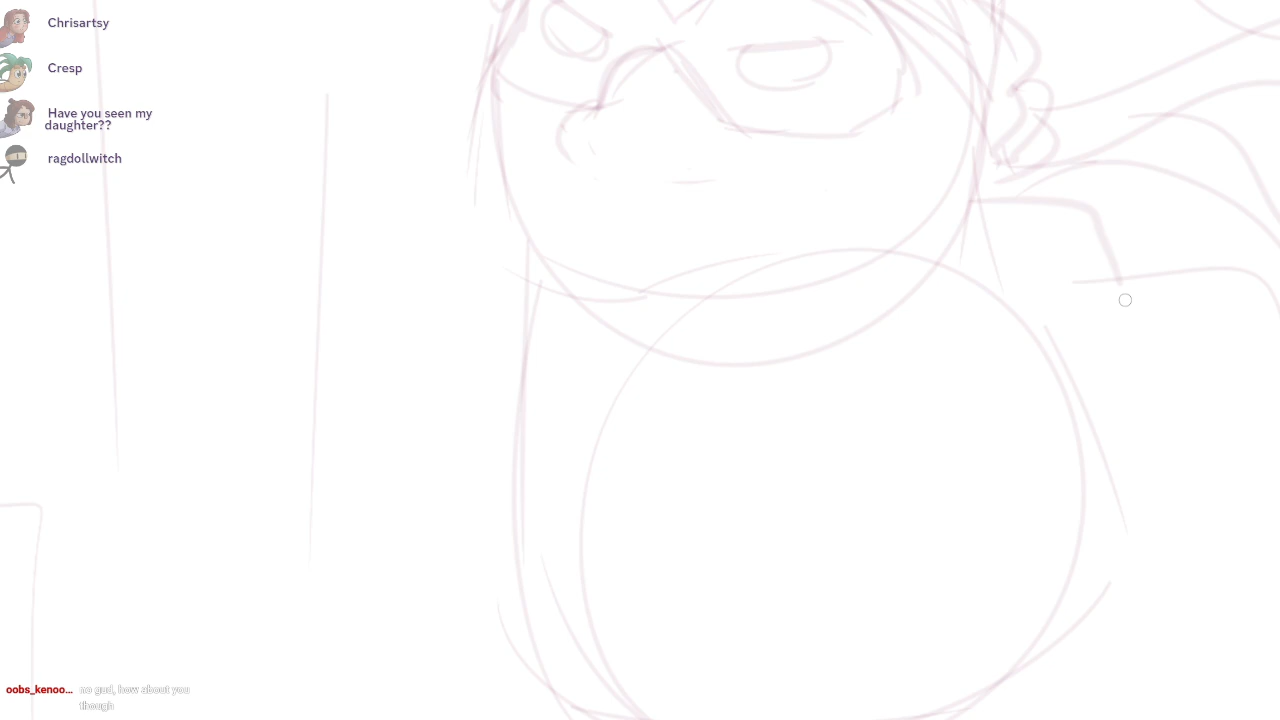 Chrisartsy
Cresp
Have you seen my
daughter??
ragdollwitch
oobs_kenoo... no gud, how about you
though